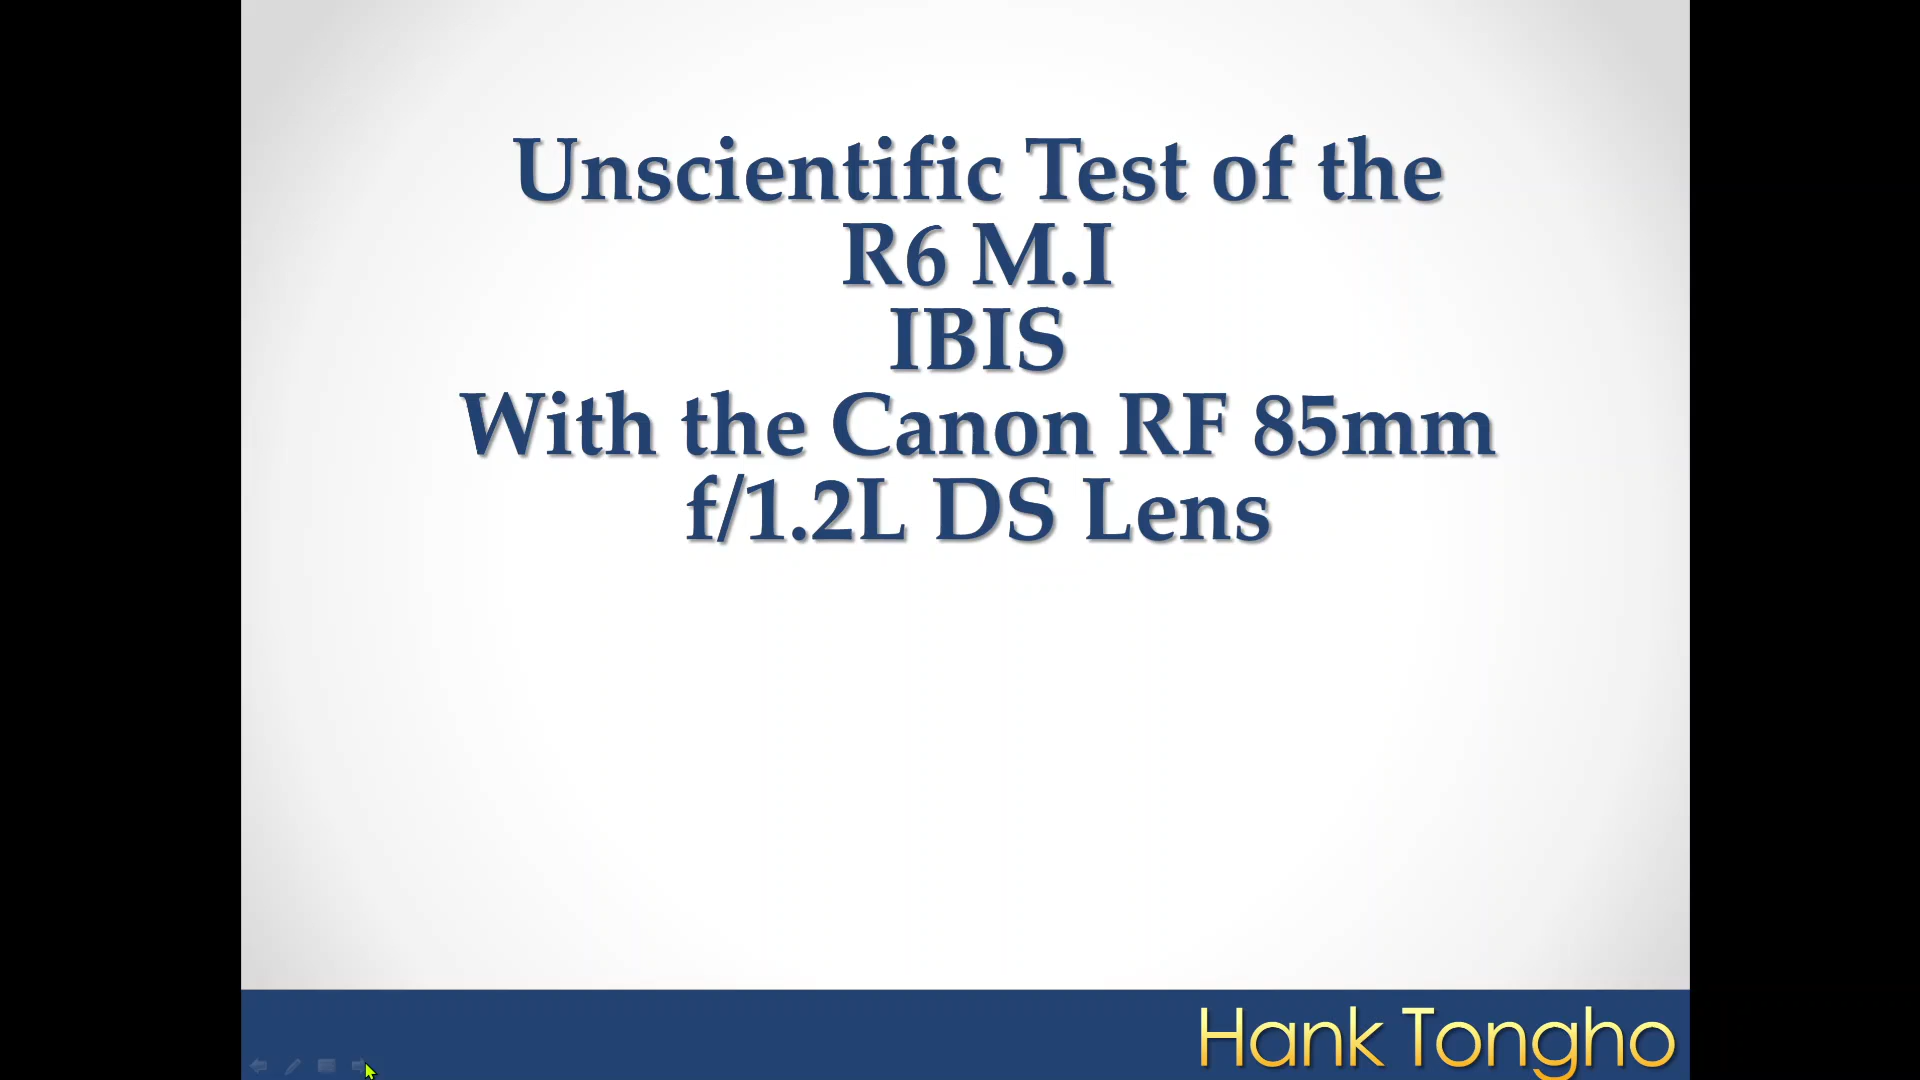 Unscientific Test of the
R6 M.I
IBIS
With the Canon RF 85mm
f/1.2L DS Lens
Hank Tongho